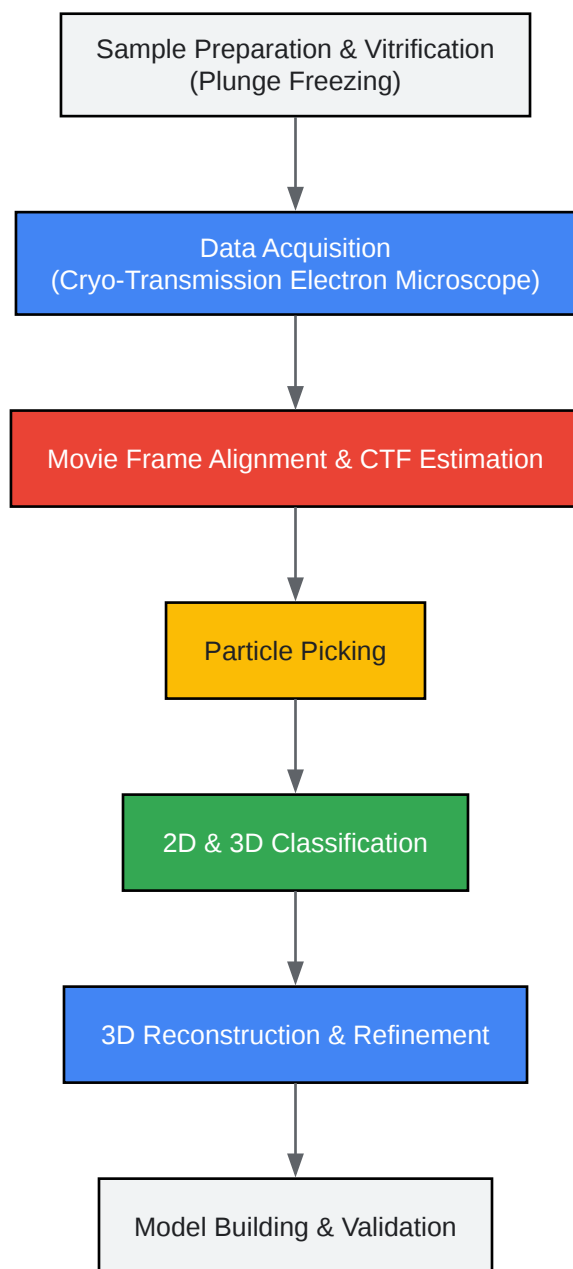 Sample Preparation & Vitrification
(Plunge Freezing)
Data Acquisition
(Cryo-Transmission Electron Microscope)
Movie Frame Alignment & CTF Estimation
Particle Picking
2D & 3D Classification
3D Reconstruction & Refinement
Model Building & Validation